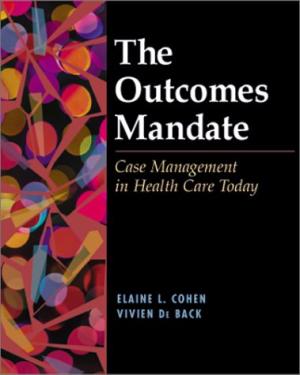 The
Outcomes
Mandate
Case Management
in Health Care Today
ELAINE L. COHEN
VIVIEN DE BACK